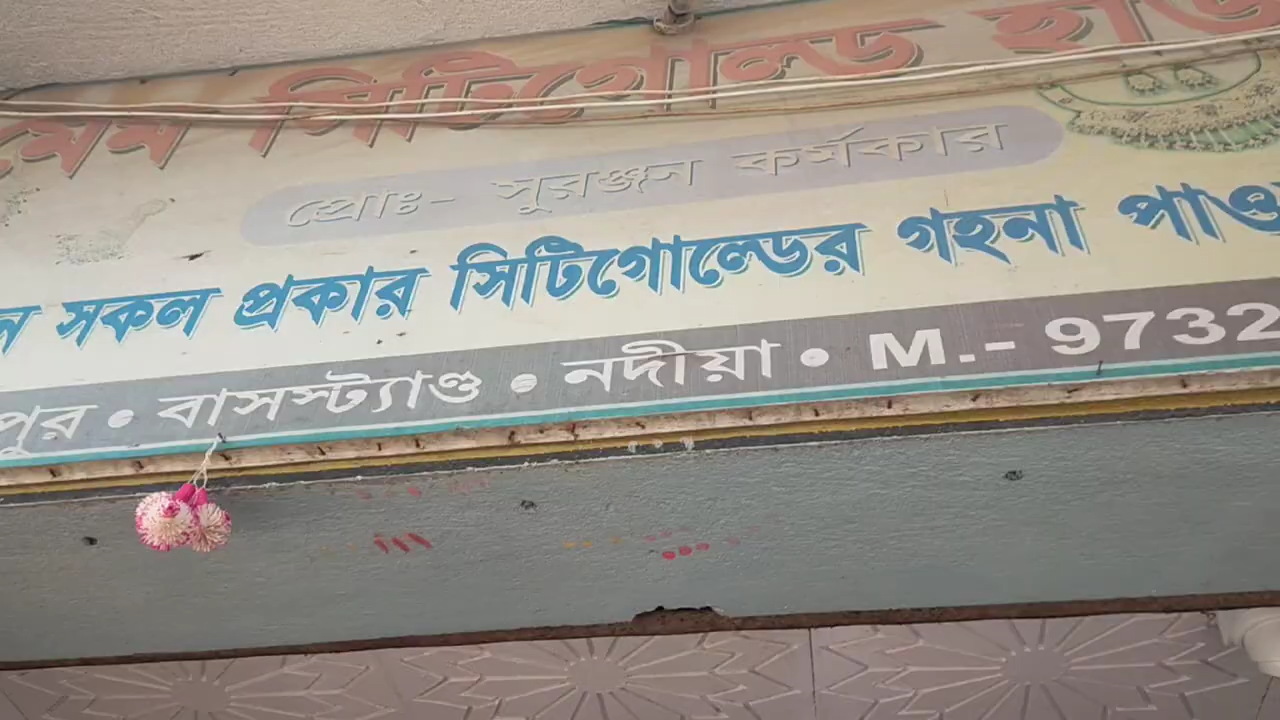 সিটিগোল্ড
প্রোঃ- সুরঞ্জন কর্মকার
সকল প্রকার সিটিগোল্ডের গহনা
বাসস্ট্যাণ্ড • নদীয়া • M.- 9732